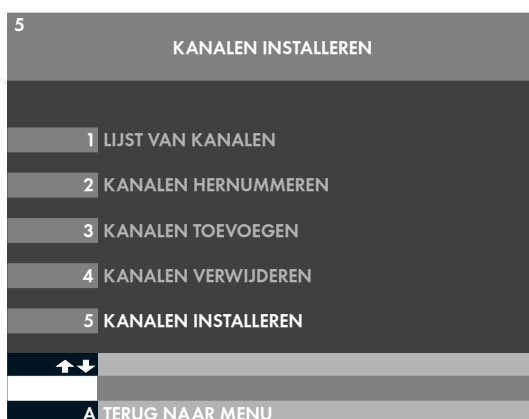 5
KANALEN INSTALLEREN
1 LIJST VAN KANALEN
2 KANALEN HERNUMMEREN
3 KANALEN TOEVOEGEN
4 KANALEN VERWIJDEREN
5 KANALEN INSTALLEREN
A TERUG NAAR MENU